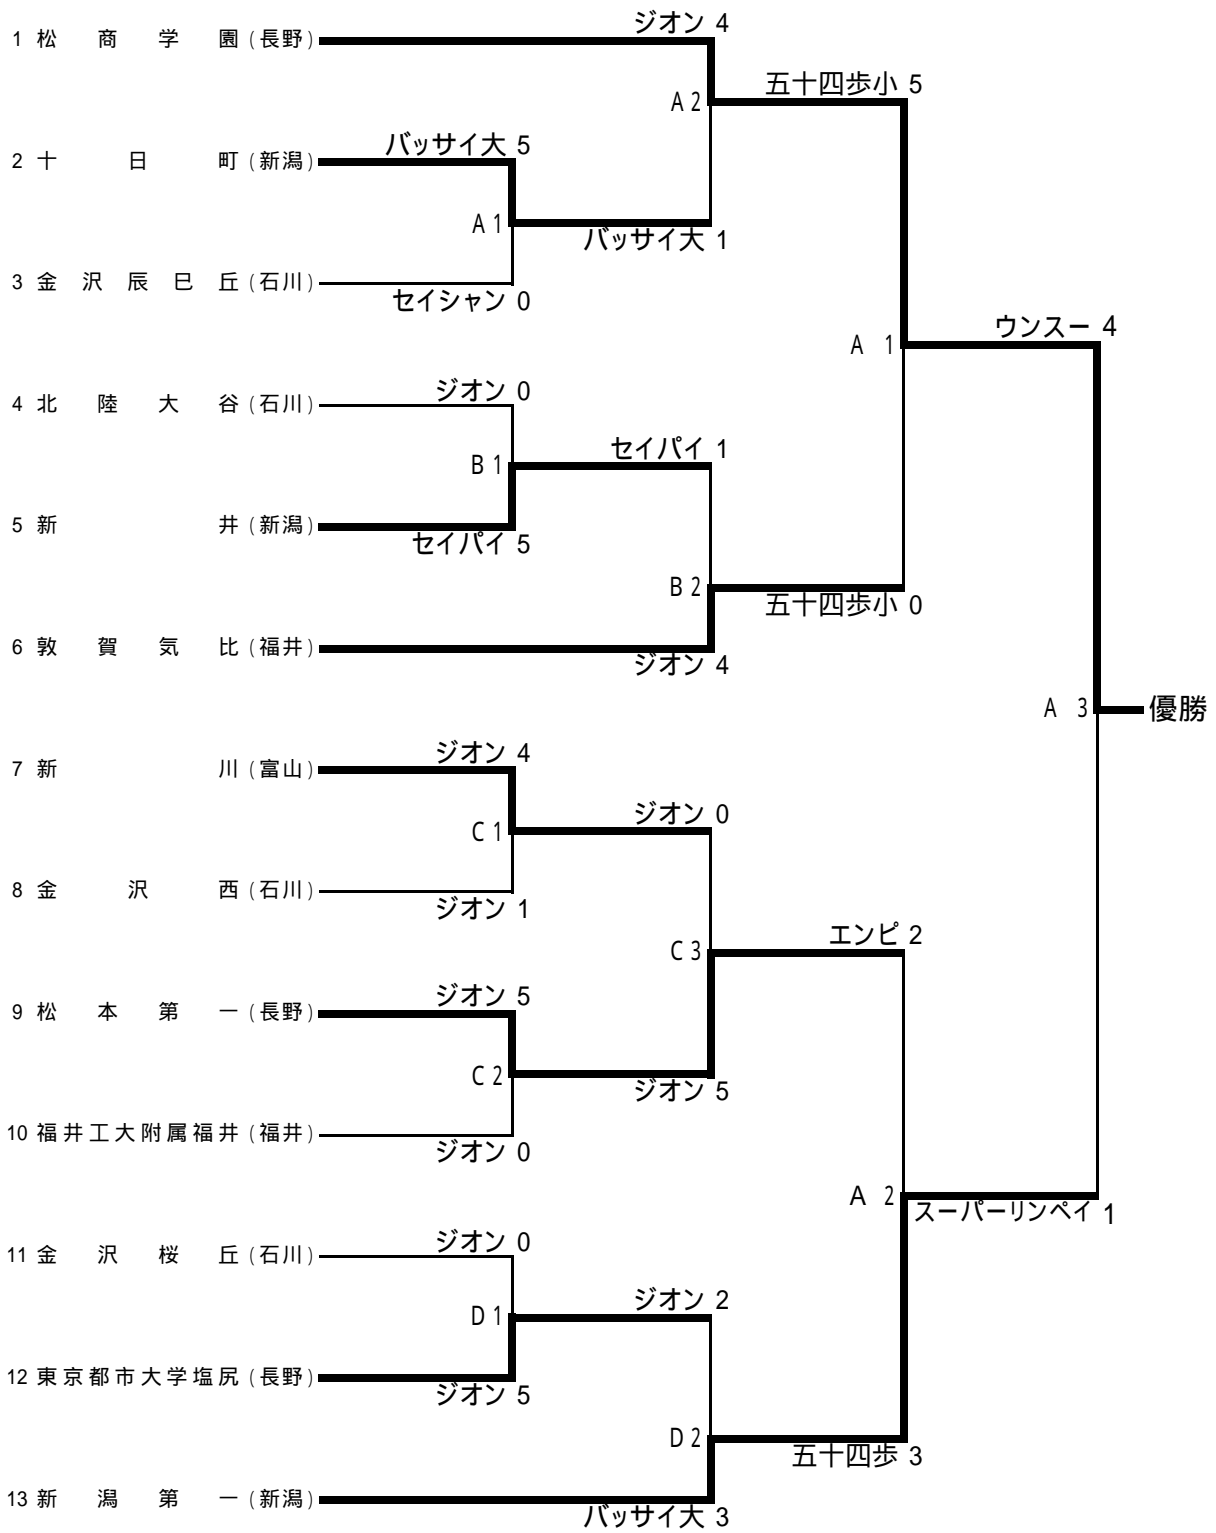 ジオン 4
1 松商学園(長野)
五十四歩小 5
A2
バッサイ大 5
2 十日町(新潟)
A1
バッサイ大 1
3 金沢辰巳丘(石川)
セイシャン 0
ウンスー 4
A 1
ジオン 0
4 北陸大谷(石川)
セイパイ 1
B1
5 新井(新潟)
セイパイ 5
B2
五十四歩小 0
6 敦賀気比(福井)
ジオン 4
A 3
優勝
ジオン 4
7 新川(富山)
ジオン 0
C1
8 金沢西(石川)
ジオン 1
エンピ 2
C3
ジオン 5
9 松本第一(長野)
C2
ジオン 5
10 福井工大附属福井(福井)
ジオン 0
A 2
スーパーリンペイ 1
ジオン 0
11 金沢桜丘(石川)
ジオン 2
D1
12 東京都市大学塩尻(長野)
ジオン 5
D2
五十四歩 3
13 新潟第一(新潟)
バッサイ大 3